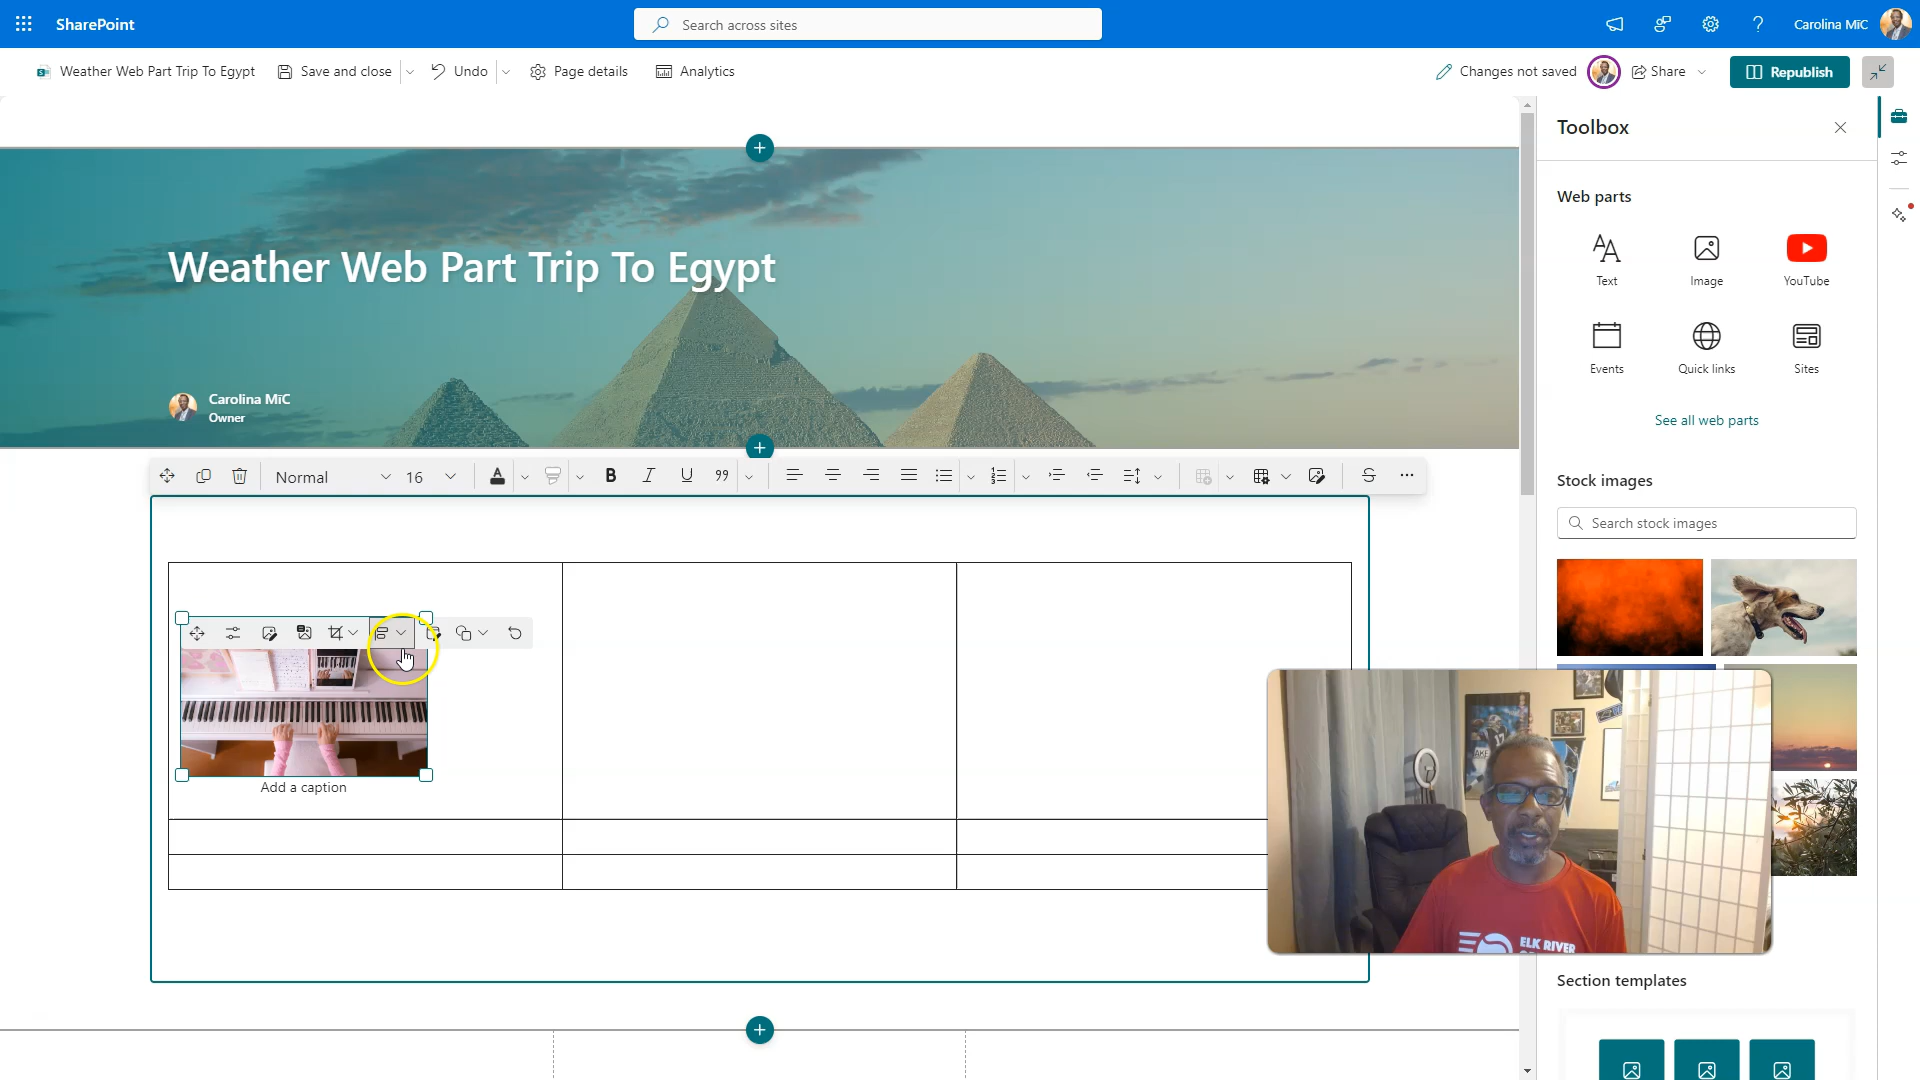 SharePoint
Search across sites
Carolina MiC
Weather Web Part Trip To Egypt
Save and close
Undo
Page details
Analytics
Changes not saved
Share
Republish
Weather Web Part Trip To Egypt
Carolina MiC
Owner
Normal
16
Add a caption
Toolbox
Web parts
Text
Image
YouTube
Events
Quick links
Sites
See all web parts
Stock images
Search stock images
ELK RIVER
Section templates